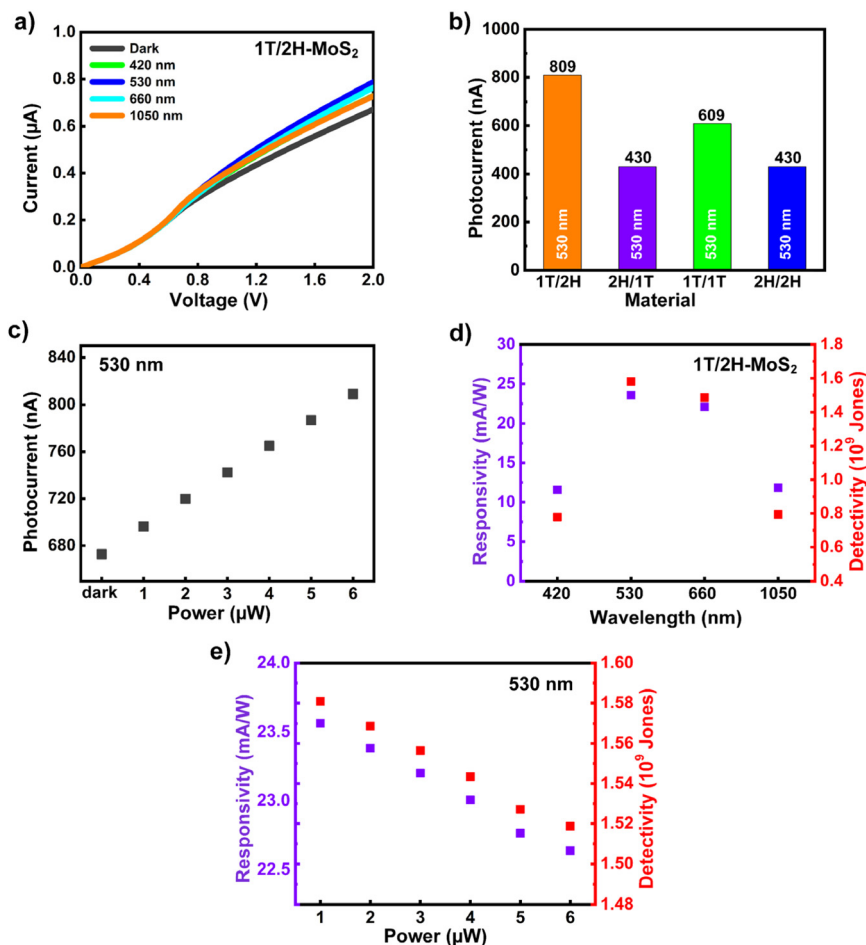 a)
1T/2H-MoS₂
Dark
420 nm
530 nm
660 nm
1050 nm
Current (µA)
1.0
0.8
0.6
0.4
0.2
0.0
0.0 0.4 0.8 1.2 1.6 2.0
Voltage (V)
b)
Photocurrent (nA)
1000
800
600
400
200
0
809
430
609
430
530 nm
530 nm
530 nm
530 nm
1T/2H 2H/1T 1T/1T 2H/2H
Material
c)
530 nm
Photocurrent (nA)
840
800
760
720
680
dark 1 2 3 4 5 6
Power (µW)
d)
1T/2H-MoS₂
Responsivity (mA/W)
30
25
20
15
10
5
0
420 530 660 1050
Wavelength (nm)
Detectivity (10⁹ Jones)
1.8
1.6
1.4
1.2
1.0
0.8
0.6
0.4
e)
530 nm
Responsivity (mA/W)
24.0
23.5
23.0
22.5
1 2 3 4 5 6
Power (µW)
Detectivity (10⁹ Jones)
1.60
1.58
1.56
1.54
1.52
1.50
1.48